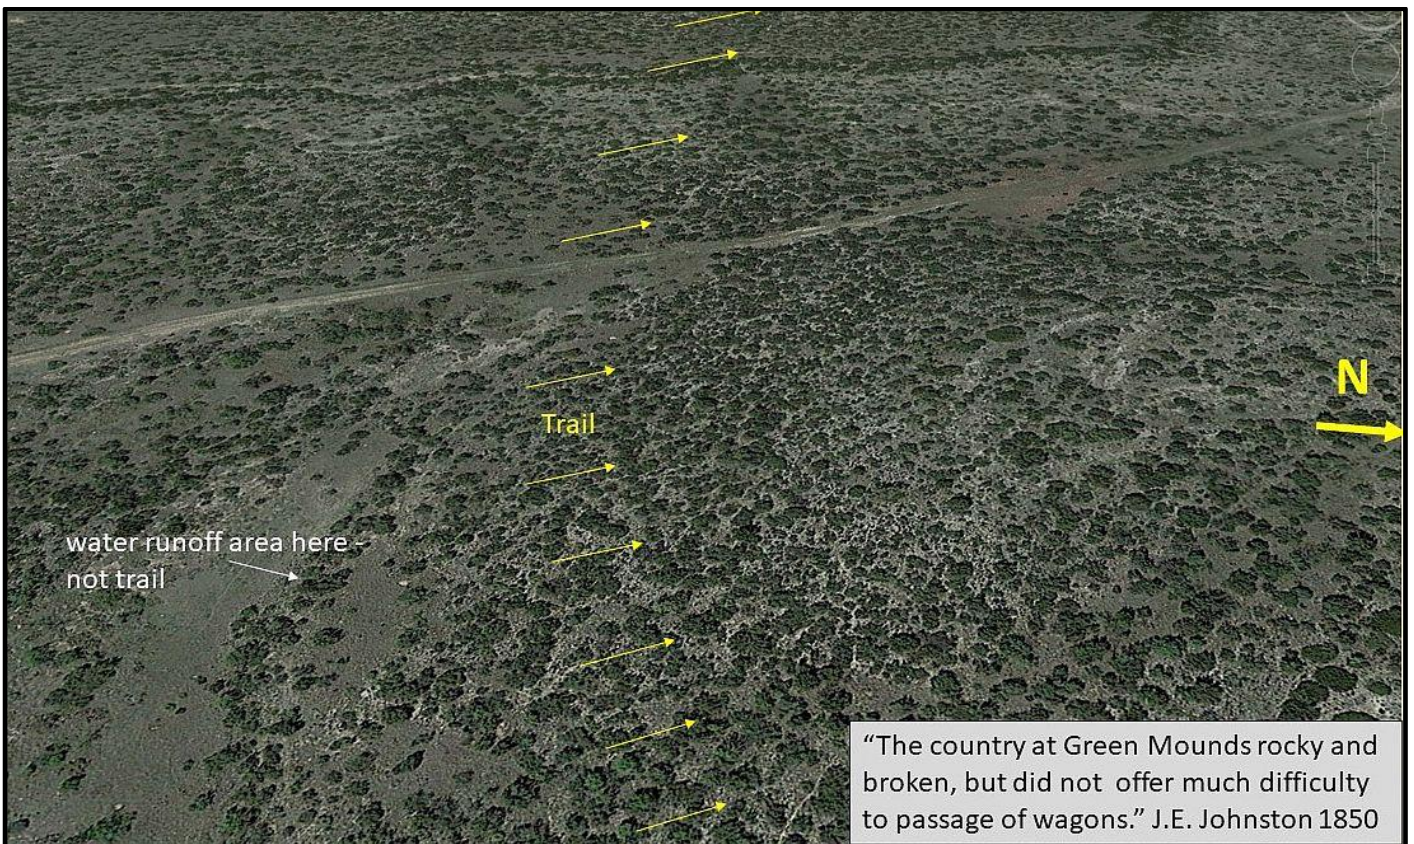 N
Trail
water runoff area here -
not trail
“The country at Green Mounds rocky and
broken, but did not  offer much difficulty
to passage of wagons.” J.E. Johnston 1850